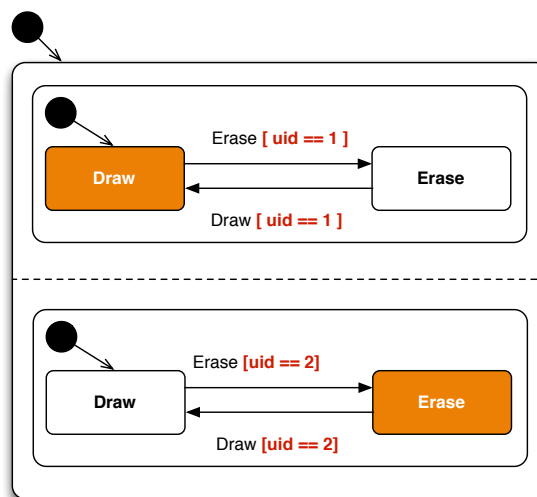 Erase [ uid == 1 ]
Draw
Erase
Draw [ uid == 1 ]
Erase [uid == 2]
Draw
Erase
Draw [uid == 2]